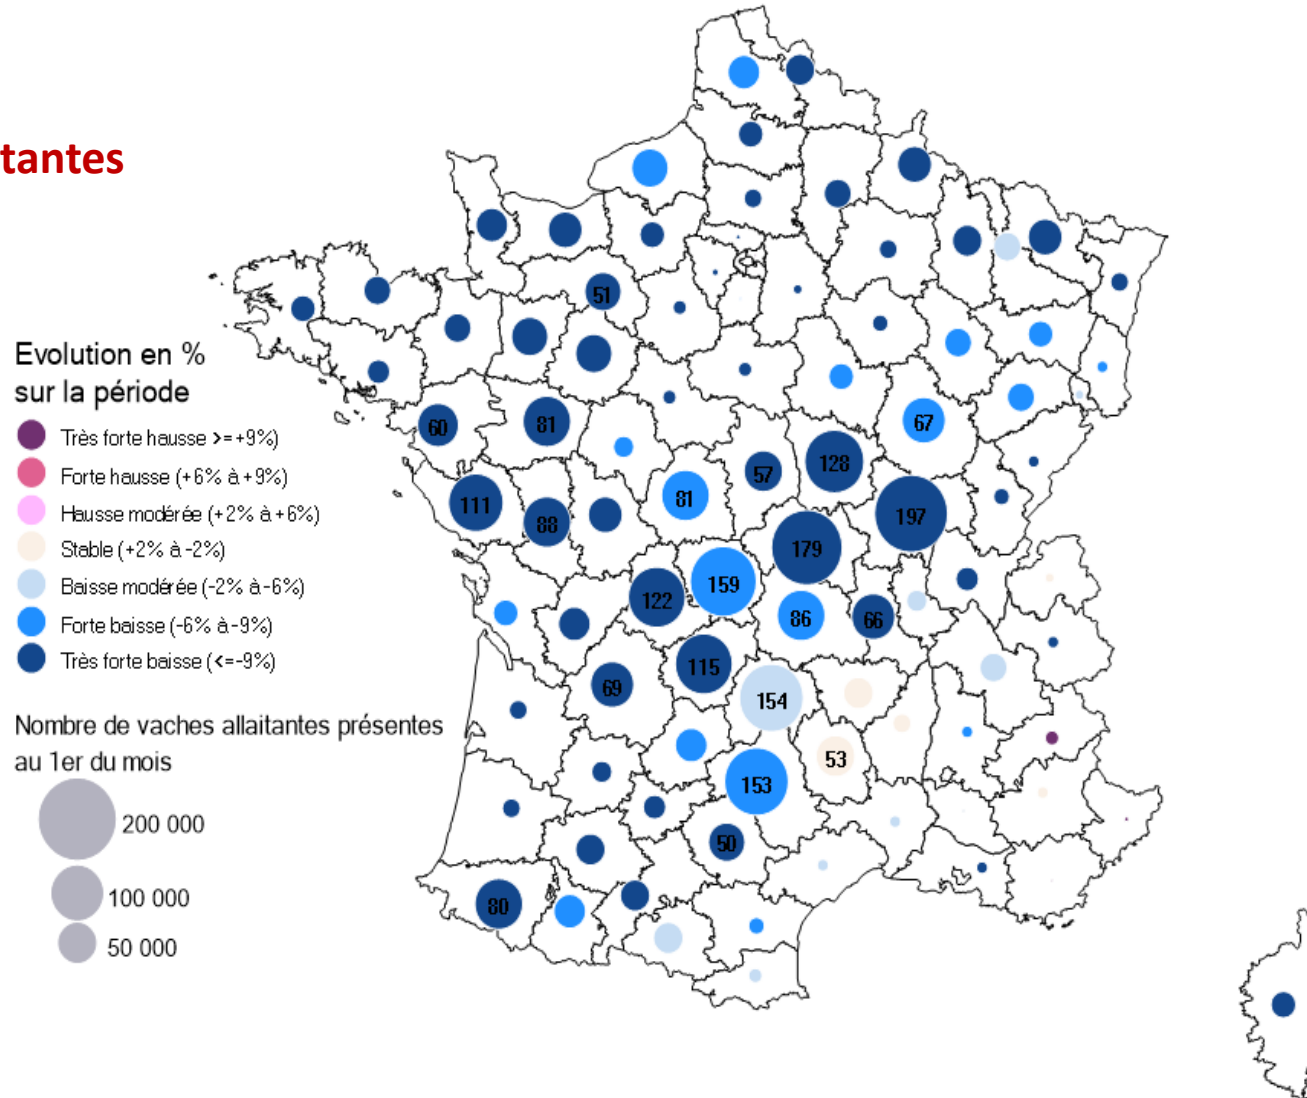 tantes
Evolution en %
sur la période
Très forte hausse >=+9%)
Forte hausse (+6% à +9%)
Hausse modérée (+2% à +6%)
Stable (+2% à -2%)
Baisse modérée (-2% à -6%)
Forte baisse (-6% à -9%)
Très forte baisse (<=-9%)
Nombre de vaches allaitantes présentes
au 1er du mois
200 000
100 000
50 000
51
60
81
67
57
128
111
88
81
197
179
159
122
86
66
115
69
154
53
153
50
80